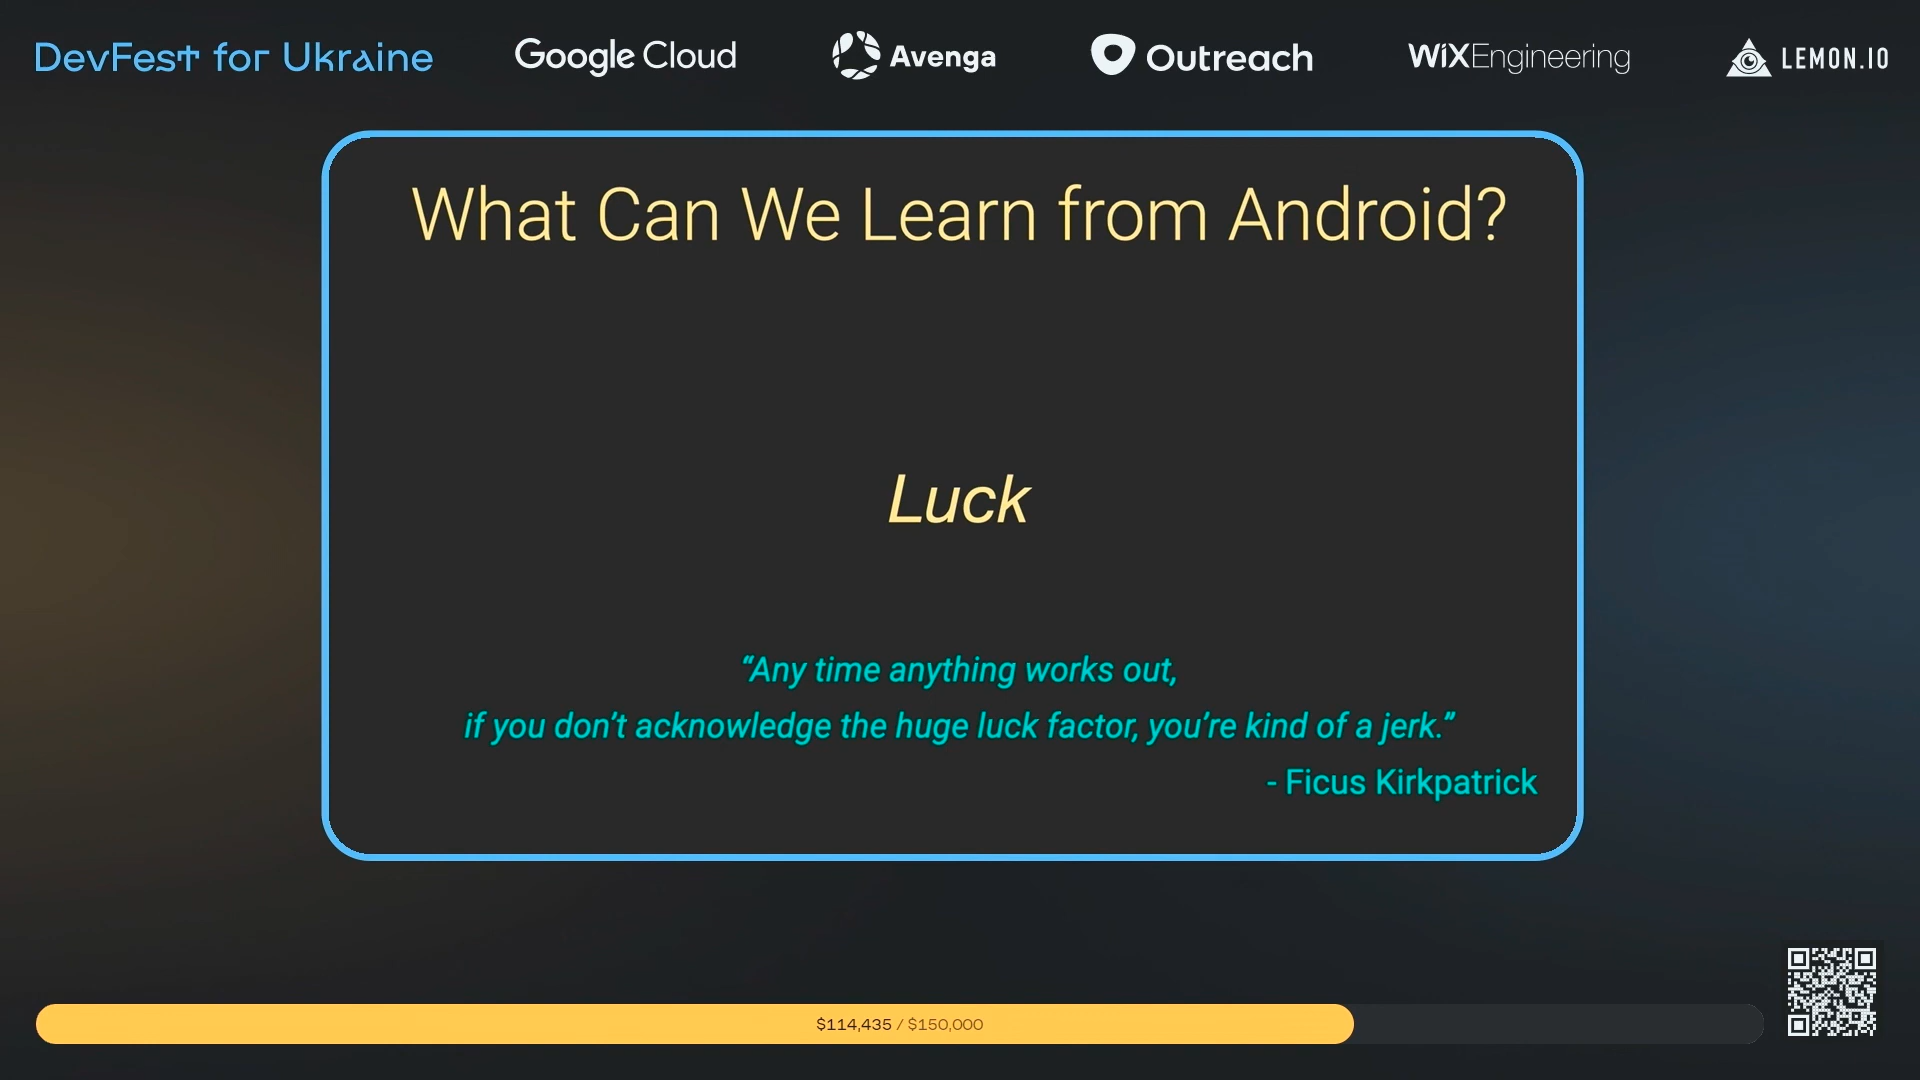 DevFest for Ukraine
Google Cloud
Avenga
Outreach
WiXEngineering
LEMON.IO
What Can We Learn from Android?
Luck
“Any time anything works out,
if you don’t acknowledge the huge luck factor, you’re kind of a jerk.”
- Ficus Kirkpatrick
$114,435 / $150,000